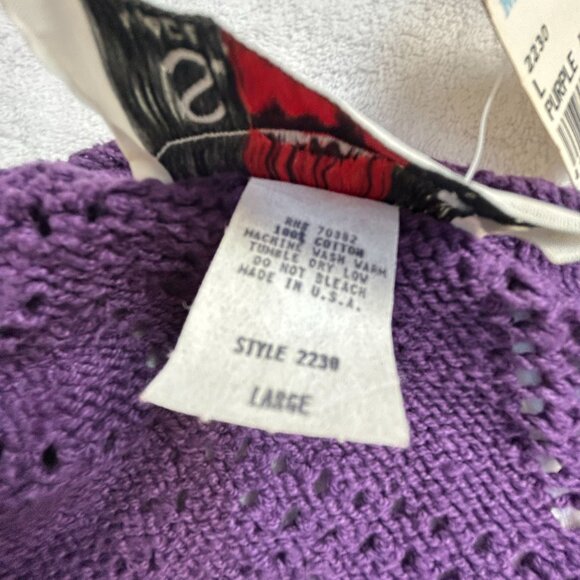 2230
L
PURPLE
RN# 70382
100% COTTON
MACHINE WASH WARM
TUMBLE DRY LOW
DO NOT BLEACH
MADE IN U.S.A.
STYLE 2230
LARGE